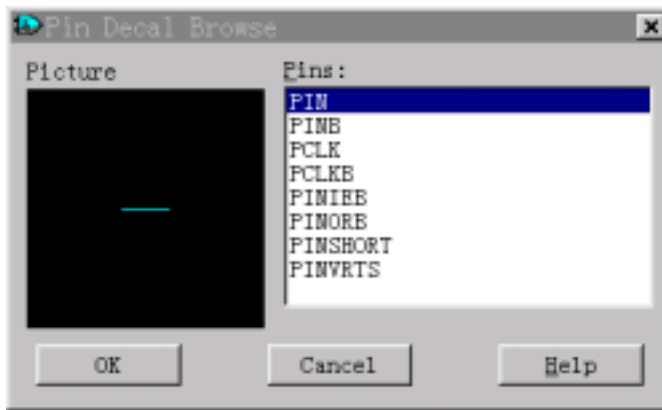 Pin Decal Browse
Picture
Pins:
PIN
PINB
PCLK
PCLKB
PINIEB
PINORB
PINSHORT
PINVRTS
OK
Cancel
Help